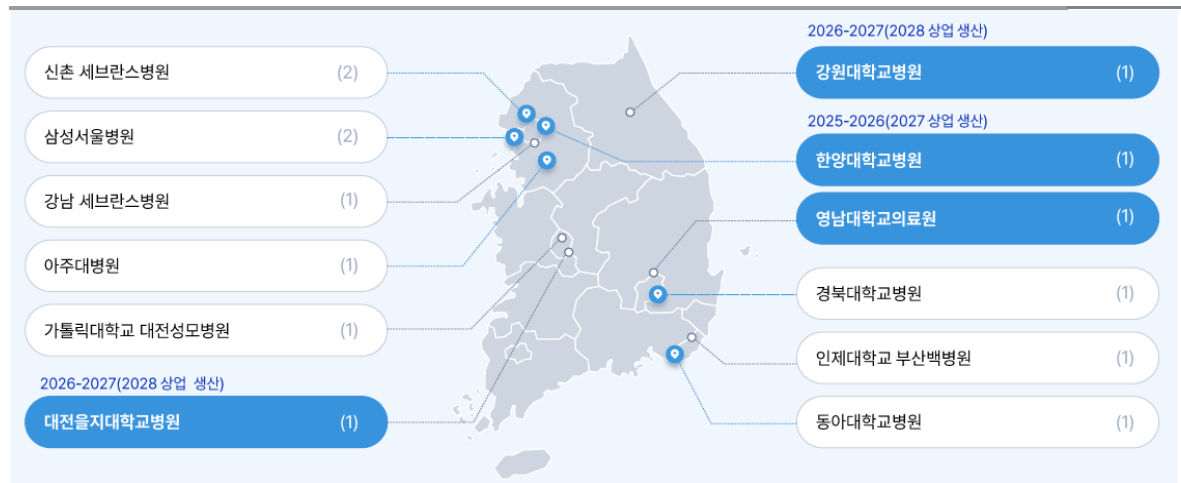 신촌 세브란스병원 (2)
삼성서울병원 (2)
강남 세브란스병원 (1)
아주대병원 (1)
가톨릭대학교 대전성모병원 (1)
2026-2027(2028 상업 생산)
대전을지대학교병원 (1)
2026-2027(2028 상업 생산)
강원대학교병원 (1)
2025-2026(2027 상업 생산)
한양대학교병원 (1)
영남대학교의료원 (1)
경북대학교병원 (1)
인제대학교 부산백병원 (1)
동아대학교병원 (1)